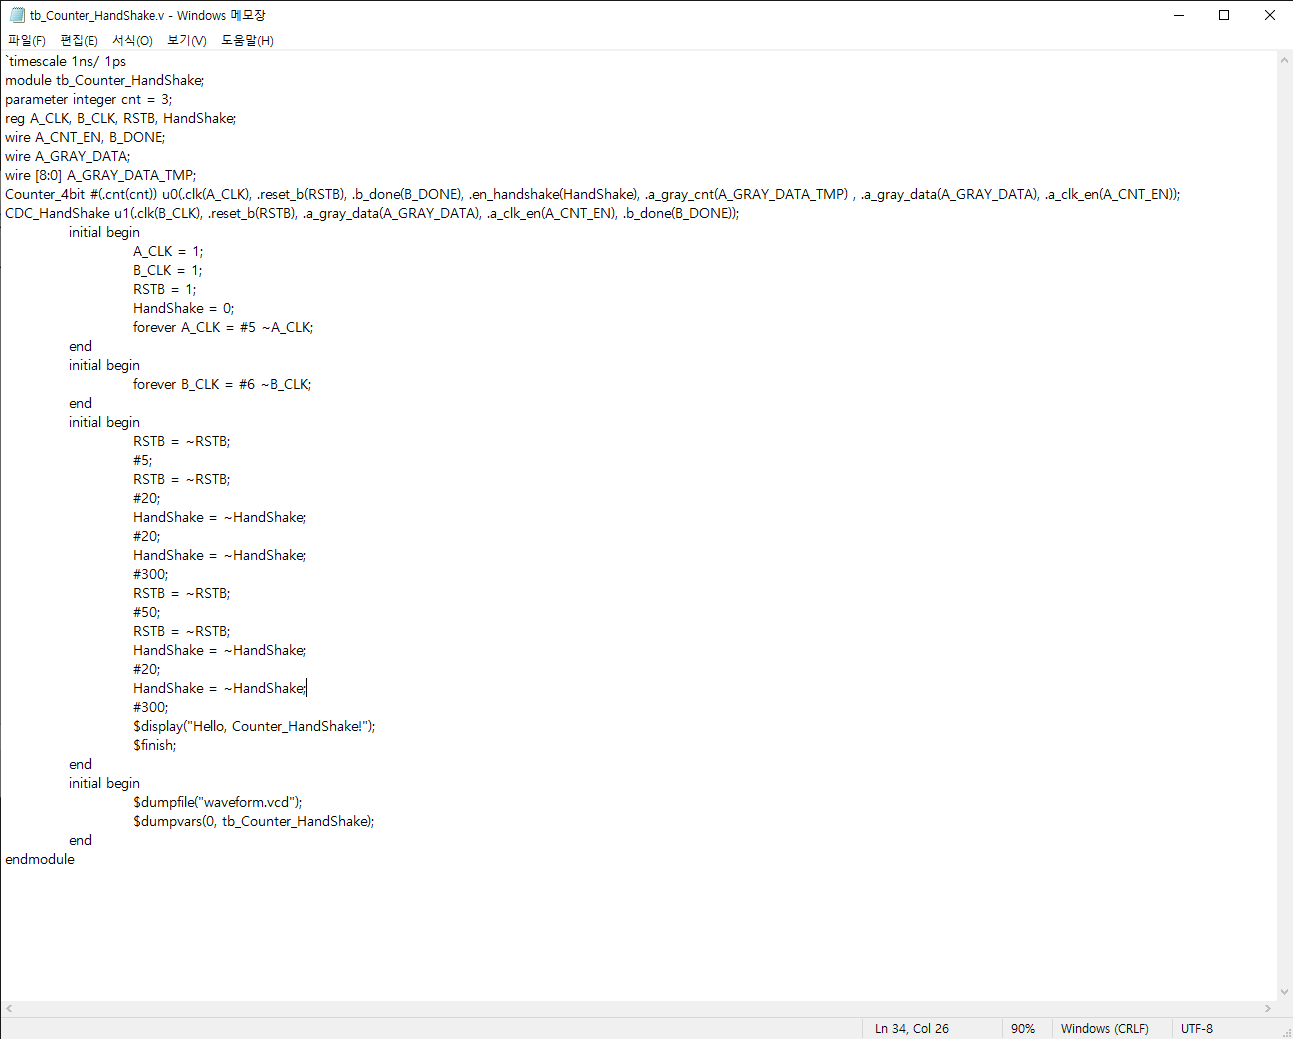 tb_Counter_HandShake.v - Windows 메모장
파일(F) 편집(E) 서식(O) 보기(V) 도움말(H)
`timescale 1ns/ 1ps
module tb_Counter_HandShake;
parameter integer cnt = 3;
reg A_CLK, B_CLK, RSTB, HandShake;
wire A_CNT_EN, B_DONE;
wire A_GRAY_DATA;
wire [8:0] A_GRAY_DATA_TMP;
Counter_4bit #(.cnt(cnt)) u0(.clk(A_CLK), .reset_b(RSTB), .b_done(B_DONE), .en_handshake(HandShake), .a_gray_cnt(A_GRAY_DATA_TMP) , .a_gray_data(A_GRAY_DATA), .a_clk_en(A_CNT_EN));
CDC_HandShake u1(.clk(B_CLK), .reset_b(RSTB), .a_gray_data(A_GRAY_DATA), .a_clk_en(A_CNT_EN), .b_done(B_DONE));
initial begin
A_CLK = 1;
B_CLK = 1;
RSTB = 1;
HandShake = 0;
forever A_CLK = #5 ~A_CLK;
end
initial begin
forever B_CLK = #6 ~B_CLK;
end
initial begin
RSTB = ~RSTB;
#5;
RSTB = ~RSTB;
#20;
HandShake = ~HandShake;
#20;
HandShake = ~HandShake;
#300;
RSTB = ~RSTB;
#50;
RSTB = ~RSTB;
HandShake = ~HandShake;
#20;
HandShake = ~HandShake;
#300;
$display("Hello, Counter_HandShake!");
$finish;
end
initial begin
$dumpfile("waveform.vcd");
$dumpvars(0, tb_Counter_HandShake);
end
endmodule
Ln 34, Col 26 90% Windows (CRLF) UTF-8